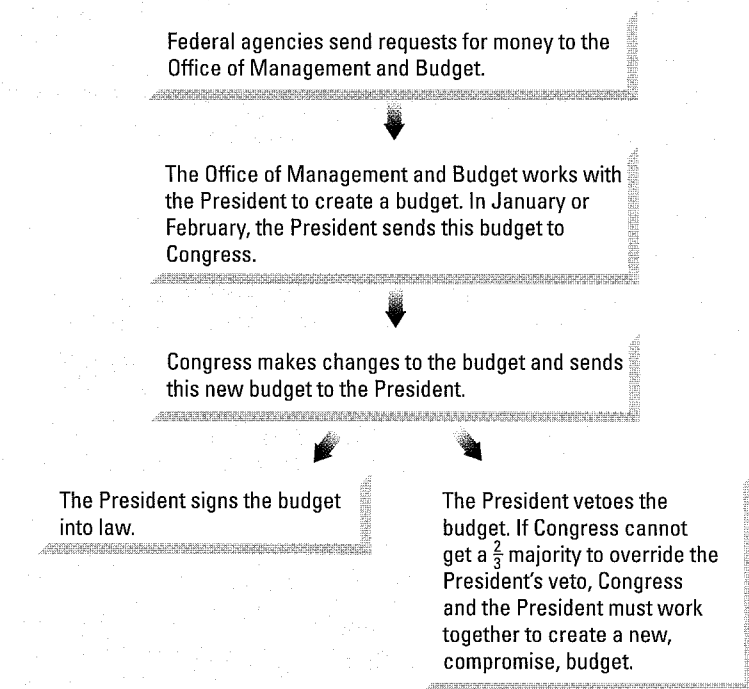 Federal agencies send requests for money to the
Office of Management and Budget.
The Office of Management and Budget works with
the President to create a budget. In January or
February, the President sends this budget to
Congress.
Congress makes changes to the budget and sends
this new budget to the President.
The President signs the budget
into law.
The President vetoes the
budget. If Congress cannot
get a 2/3 majority to override the
President's veto, Congress
and the President must work
together to create a new,
compromise, budget.